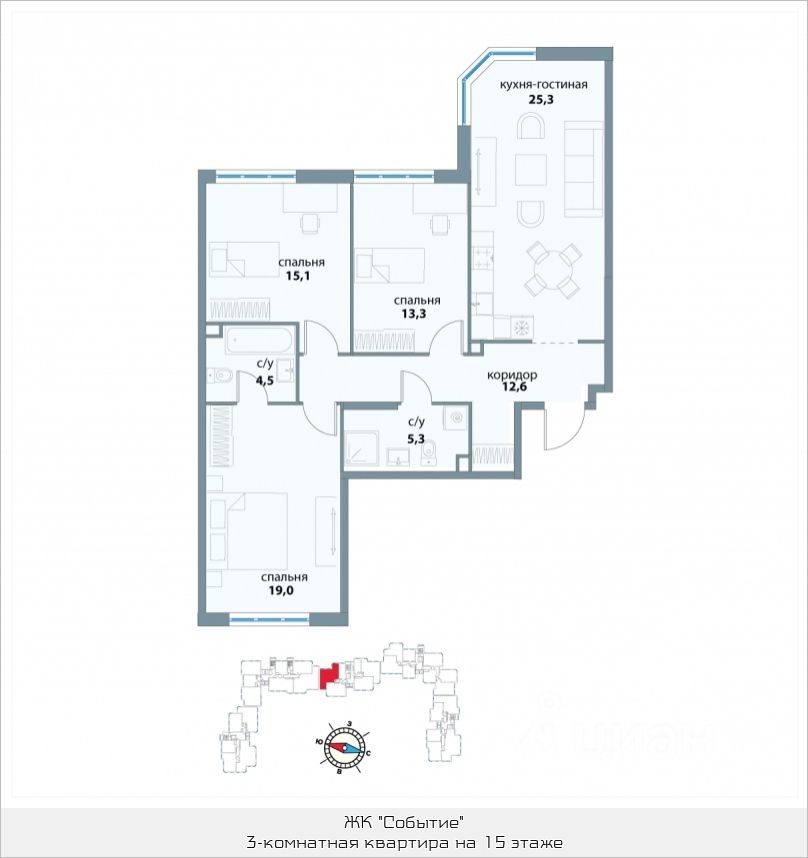 кухня-гостиная
25,3
спальня
15,1
спальня
13,3
с/у
4,5
коридор
12,6
с/у
5,3
спальня
19,0
З
Ю
С
В
циан
ЖК "Событие"
3-комнатная квартира на 15 этаже